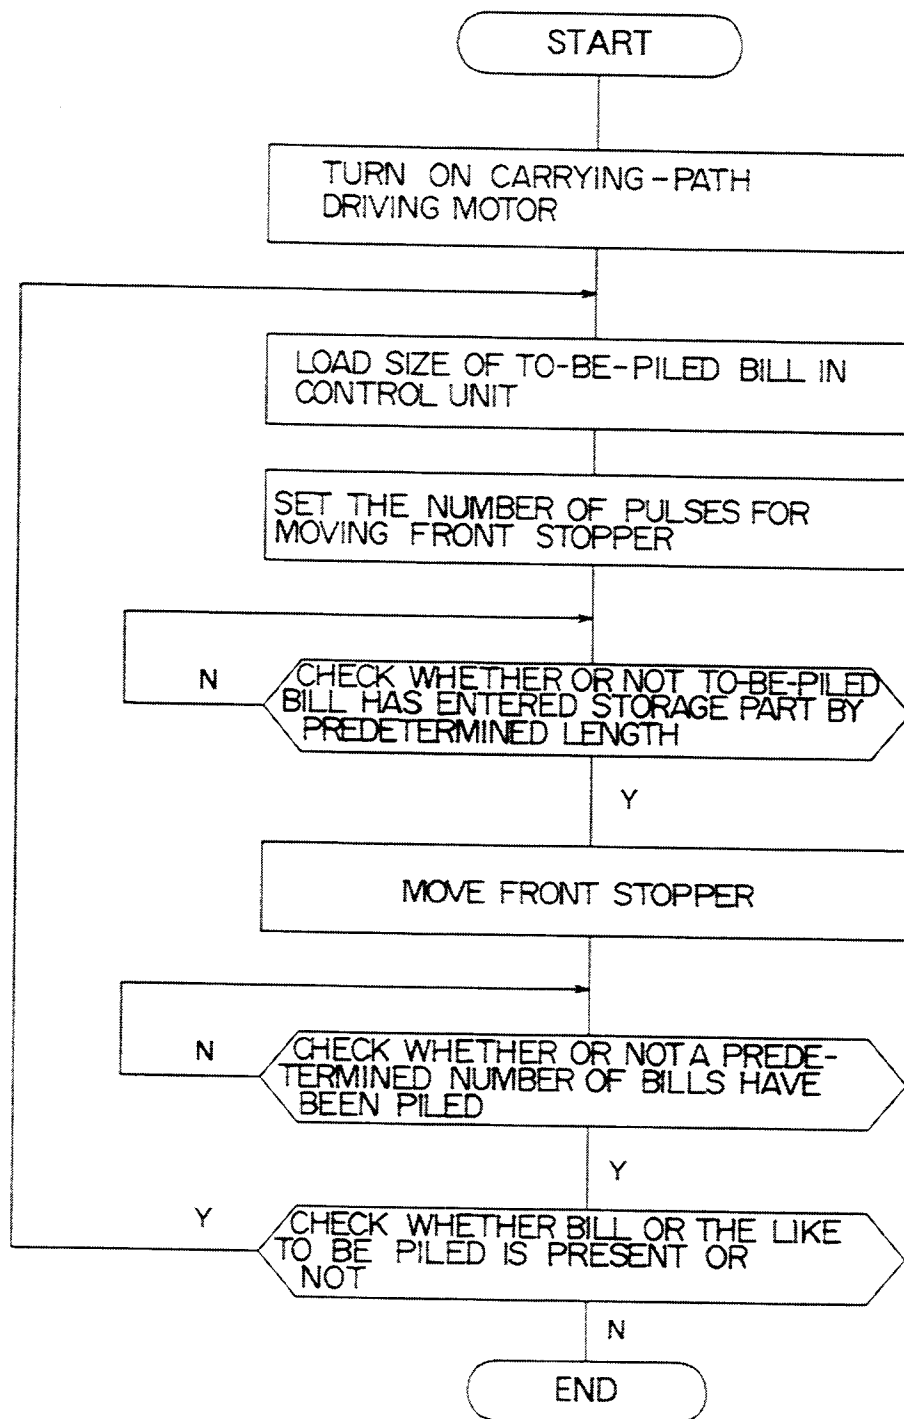 START
TURN ON CARRYING-PATH
DRIVING MOTOR
LOAD SIZE OF TO-BE-PILED BILL IN
CONTROL UNIT
SET THE NUMBER OF PULSES FOR
MOVING FRONT STOPPER
N
CHECK WHETHER OR NOT TO-BE-PILED
BILL HAS ENTERED STORAGE PART BY
PREDETERMINED LENGTH
Y
MOVE FRONT STOPPER
N
CHECK WHETHER OR NOT A PREDE-
TERMINED NUMBER OF BILLS HAVE
BEEN PILED
Y
Y
CHECK WHETHER BILL OR THE LIKE
TO BE PILED IS PRESENT OR
NOT
N
END